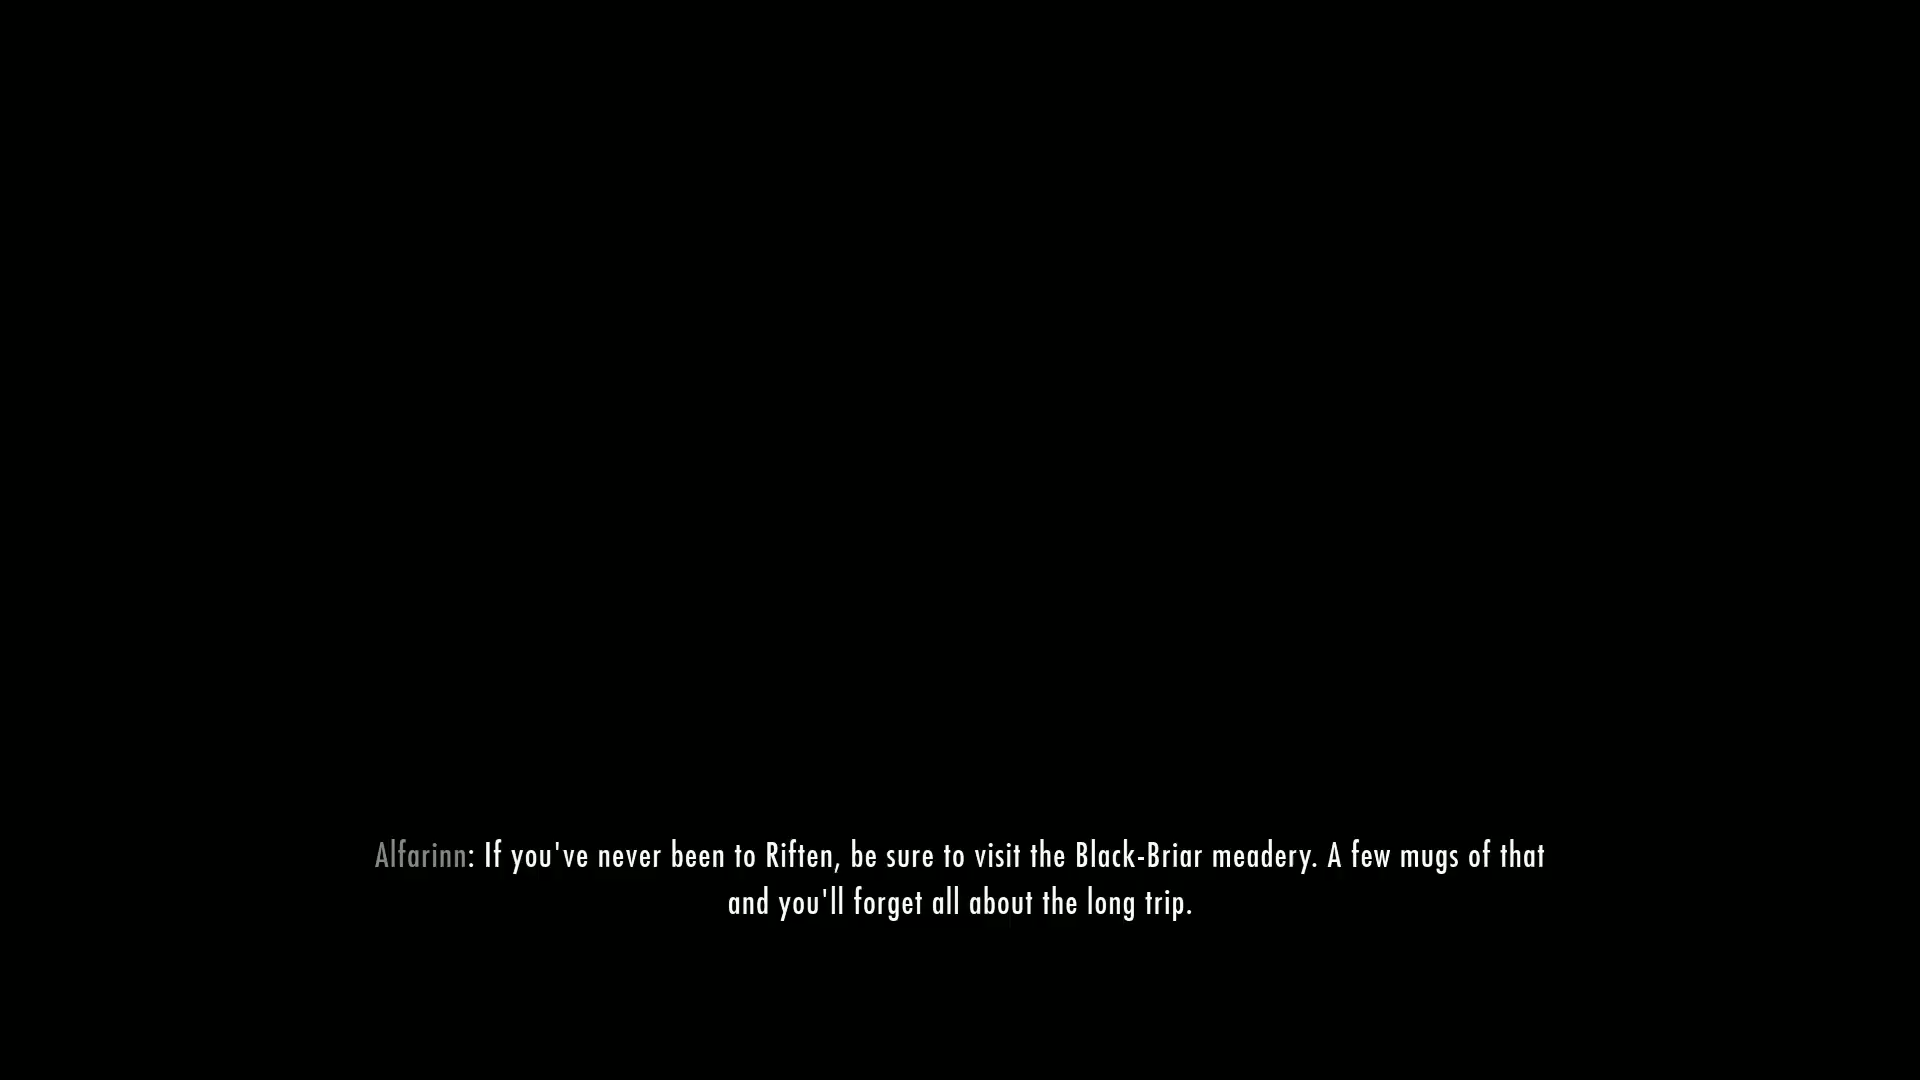 Alfarinn: If you've never been to Riften, be sure to visit the Black-Briar meadery. A few mugs of that
and you'll forget all about the long trip.